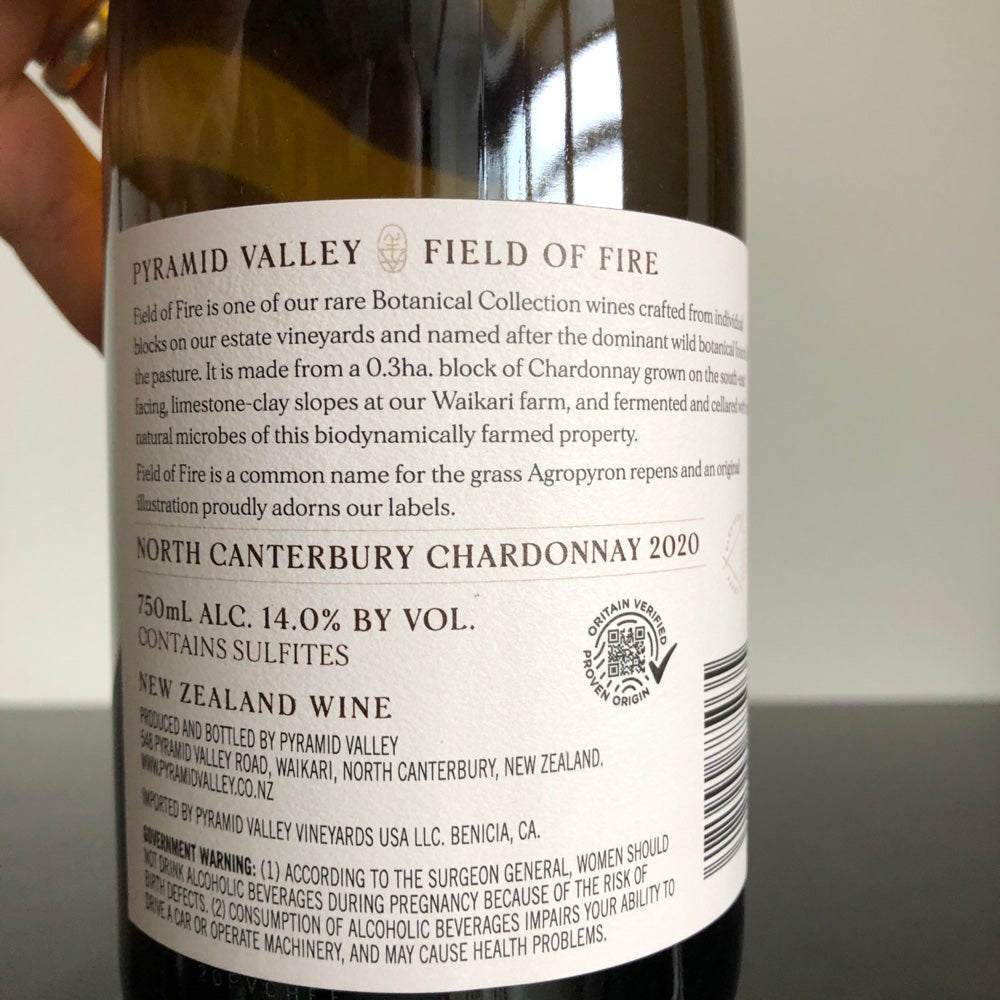 PYRAMID VALLEY FIELD OF FIRE
Field of Fire is one of our rare Botanical Collection wines crafted from individual
blocks on our estate vineyards and named after the dominant wild botanical
the pasture. It is made from a 0.3ha. block of Chardonnay grown on the south-east
facing, limestone-clay slopes at our Waikari farm, and fermented and cellared
natural microbes of this biodynamically farmed property.
Field of Fire is a common name for the grass Agropyron repens and an original
illustration proudly adorns our labels.
NORTH CANTERBURY CHARDONNAY 2020
750mL ALC. 14.0% BY VOL.
CONTAINS SULFITES
ORITAIN VERIFIED
PROVEN ORIGIN
NEW ZEALAND WINE
PRODUCED AND BOTTLED BY PYRAMID VALLEY
548 PYRAMID VALLEY ROAD, WAIKARI, NORTH CANTERBURY, NEW ZEALAND.
WWW.PYRAMIDVALLEY.CO.NZ
IMPORTED BY PYRAMID VALLEY VINEYARDS USA LLC. BENICIA, CA.
GOVERNMENT WARNING: (1) ACCORDING TO THE SURGEON GENERAL, WOMEN SHOULD
NOT DRINK ALCOHOLIC BEVERAGES DURING PREGNANCY BECAUSE OF THE RISK OF
BIRTH DEFECTS. (2) CONSUMPTION OF ALCOHOLIC BEVERAGES IMPAIRS YOUR ABILITY TO
DRIVE A CAR OR OPERATE MACHINERY, AND MAY CAUSE HEALTH PROBLEMS.